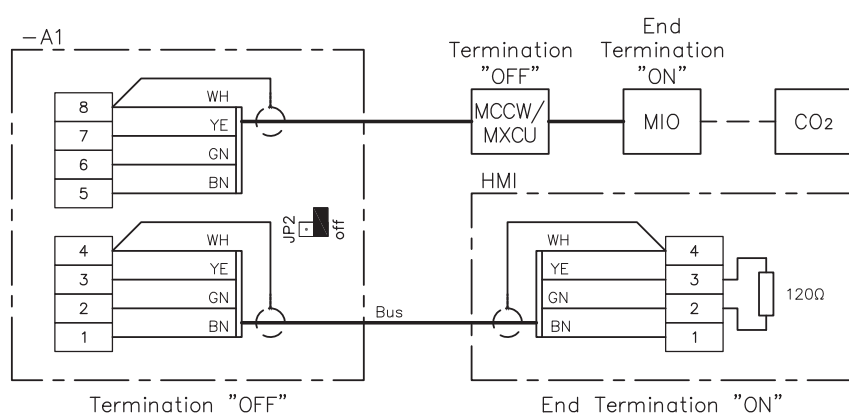 -A1
8
7
6
5
WH
YE
GN
BN
Termination
"OFF"
MCCW/
MXCU
End
Termination
"ON"
MIO
CO2
JP2
off
4
3
2
1
WH
YE
GN
BN
Bus
HMI
WH
YE
GN
BN
4
3
2
1
120Ω
Termination "OFF"
End Termination "ON"